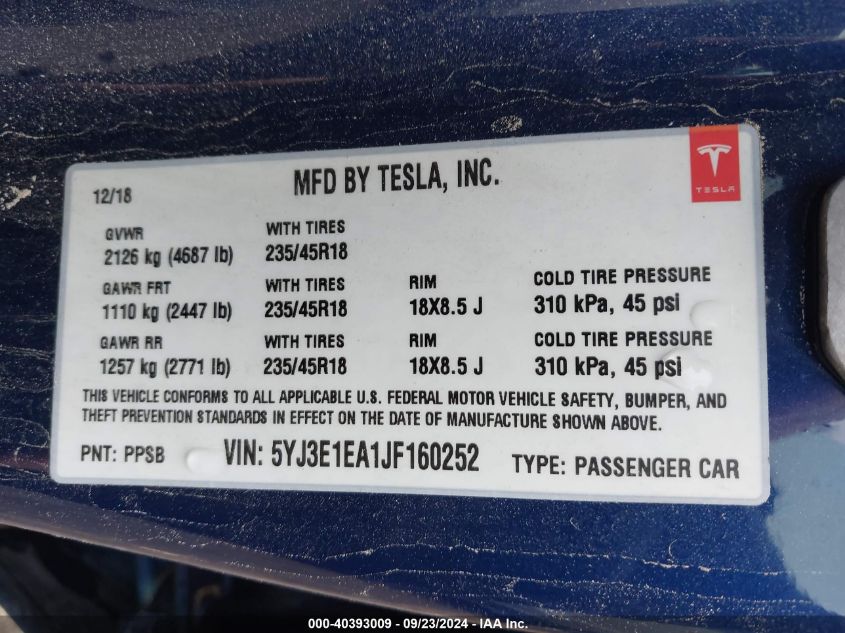 12/18
MFD BY TESLA, INC.
TESLA
GVWR WITH TIRES
2126 kg (4687 lb) 235/45R18
GAWR FRT WITH TIRES RIM COLD TIRE PRESSURE
1110 kg (2447 lb) 235/45R18 18X8.5 J 310 kPa, 45 psi
GAWR RR WITH TIRES RIM COLD TIRE PRESSURE
1257 kg (2771 lb) 235/45R18 18X8.5 J 310 kPa, 45 psi
THIS VEHICLE CONFORMS TO ALL APPLICABLE U.S. FEDERAL MOTOR VEHICLE SAFETY, BUMPER, AND
THEFT PREVENTION STANDARDS IN EFFECT ON THE DATE OF MANUFACTURE SHOWN ABOVE.
PNT: PPSB VIN: 5YJ3E1EA1JF160252 TYPE: PASSENGER CAR
000-40393009 - 09/23/2024 - IAA Inc.